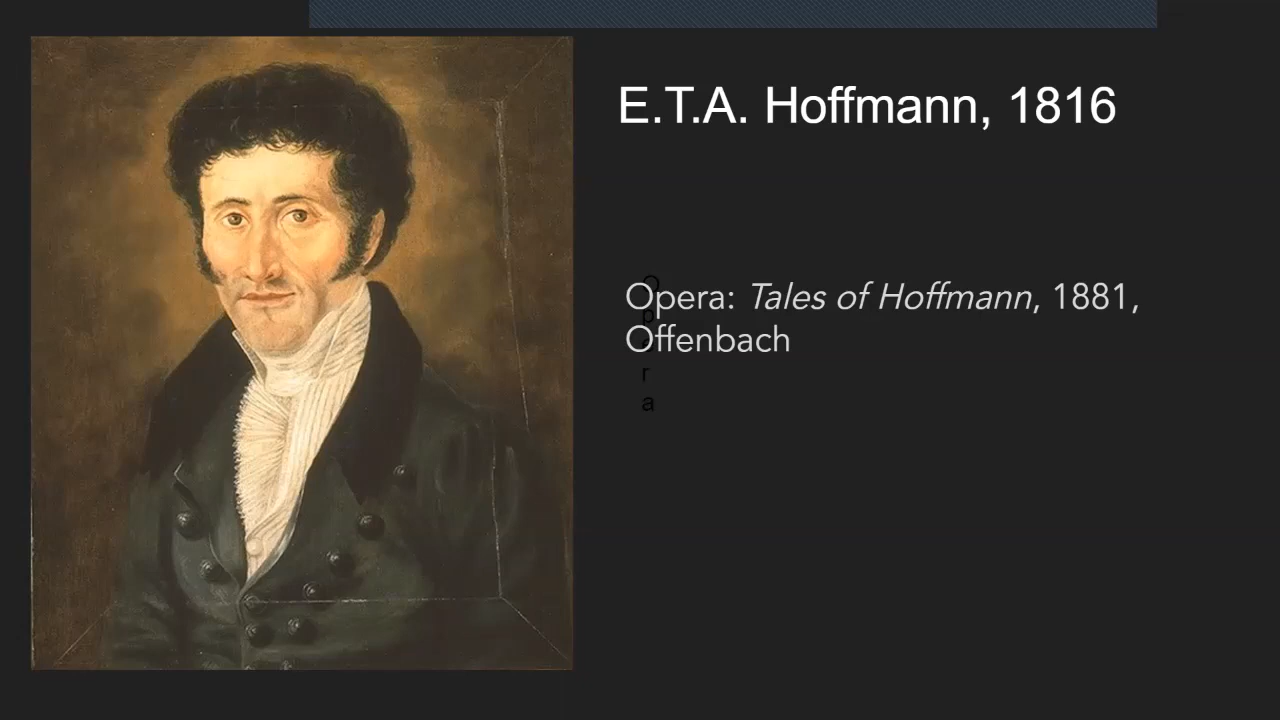 E.T.A. Hoffmann, 1816
Opera: Tales of Hoffmann, 1881,
Offenbach
O
p
e
r
a